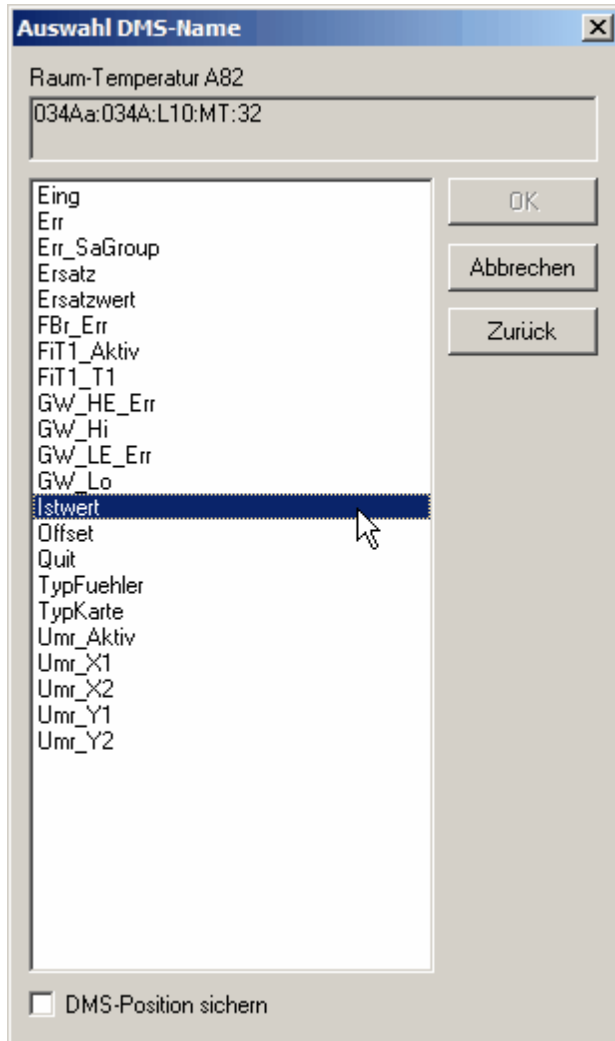 Auswahl DMS-Name
Raum-Temperatur A82
034Aa:034A:L10:MT:32
Eing
Err
Err_SaGroup
Ersatz
Ersatzwert
FBr_Err
FiT1_Aktiv
FiT1_T1
GW_HE_Err
GW_Hi
GW_LE_Err
GW_Lo
Istwert
Offset
Quit
TypFuehler
TypKarte
Umr_Aktiv
Umr_X1
Umr_X2
Umr_Y1
Umr_Y2
OK
Abbrechen
Zurück
DMS-Position sichern